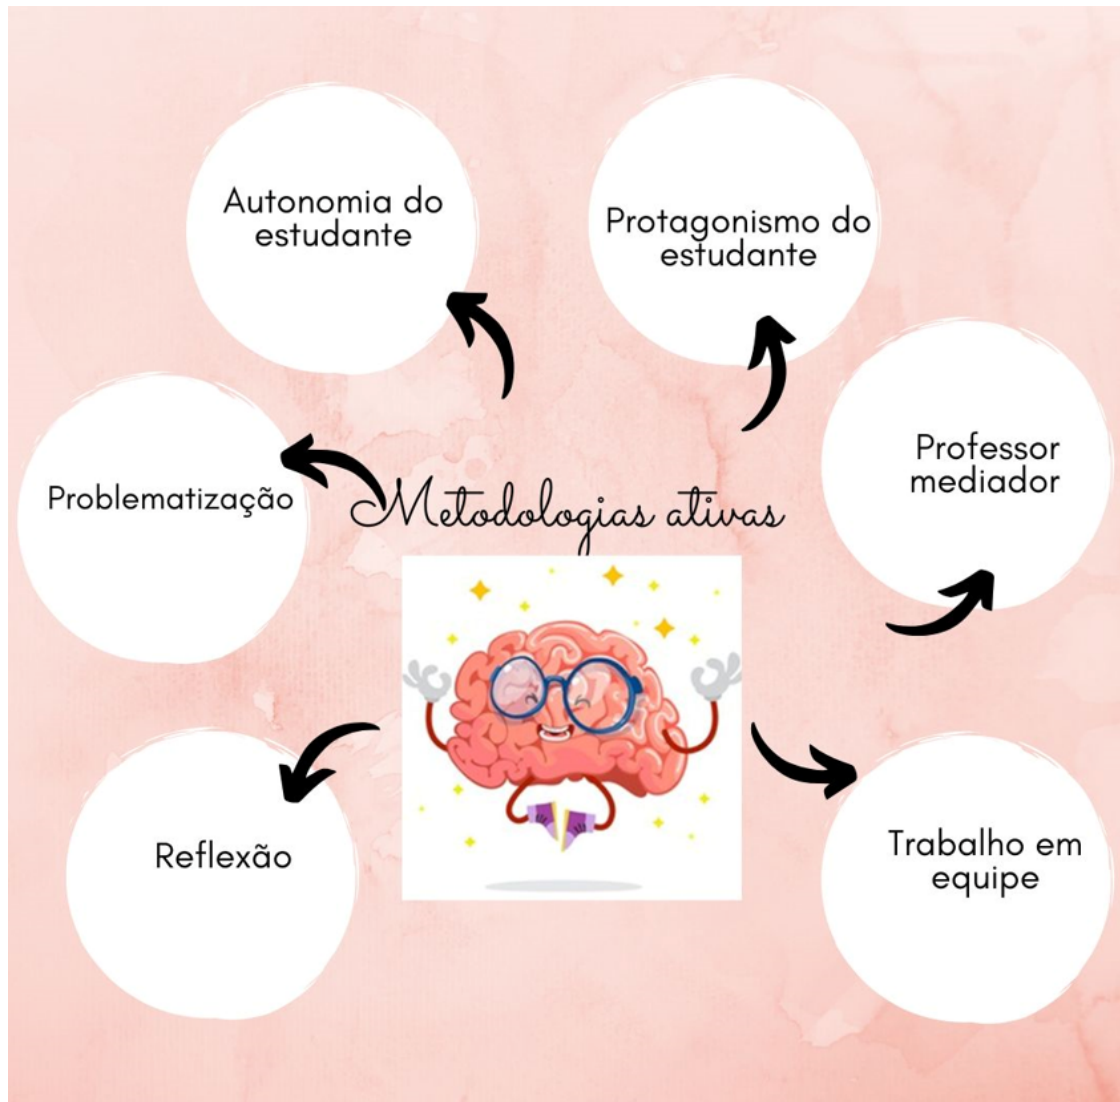 Autonomia do
estudante
Protagonismo do
estudante
Professor
mediador
Problematização
Metodologias ativas
Reflexão
Trabalho em
equipe